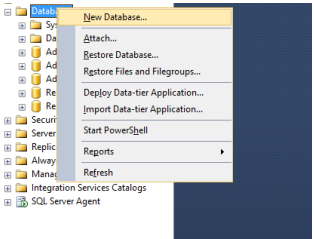 Datab
New Database...
Sy
Da
Attach...
Ad
Restore Database...
Ad
Restore Files and Filegroups...
Ad
Re
Deploy Data-tier Application...
Re
Import Data-tier Application...
Securi
Server
Start PowerShell
Replic
Alway
Reports
Manag
Refresh
Integration Services Catalogs
SQL Server Agent